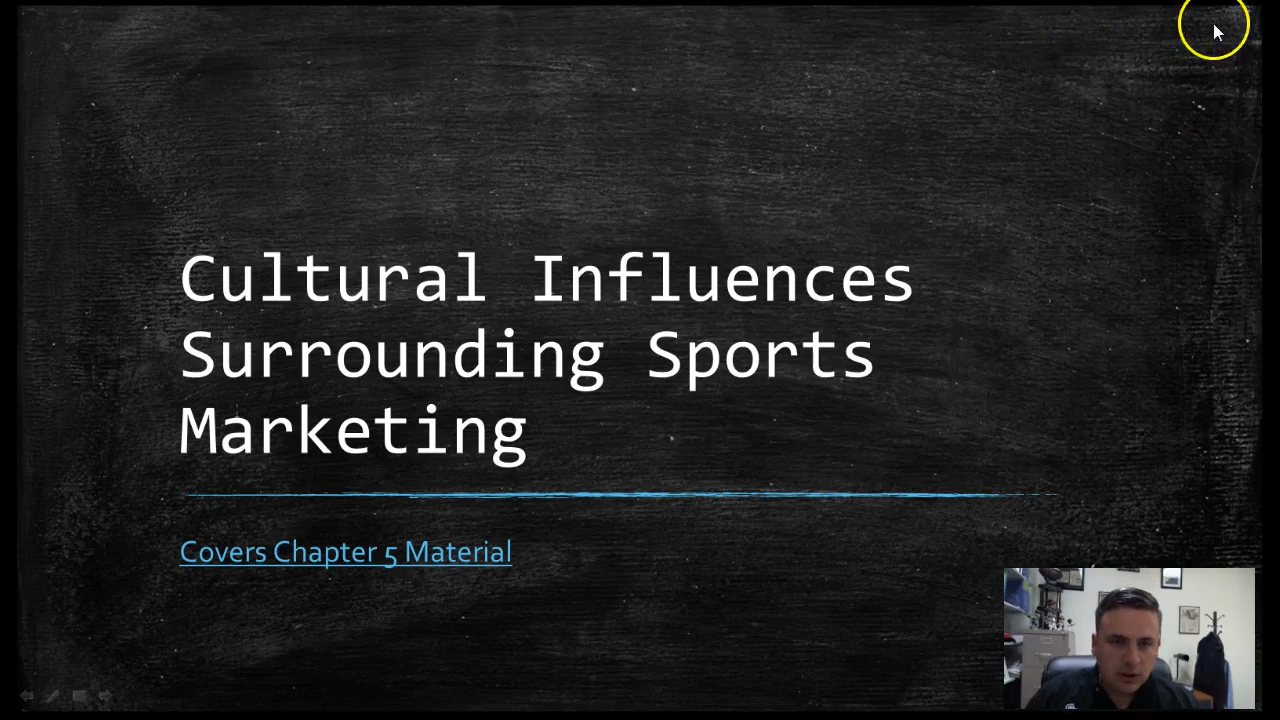 Cultural Influences
Surrounding Sports
Marketing
Covers Chapter 5 Material